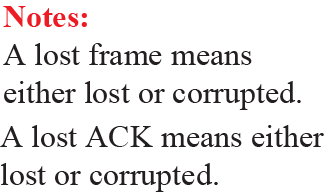 Notes:
A lost frame means
either lost or corrupted.
A lost ACK means either
lost or corrupted.